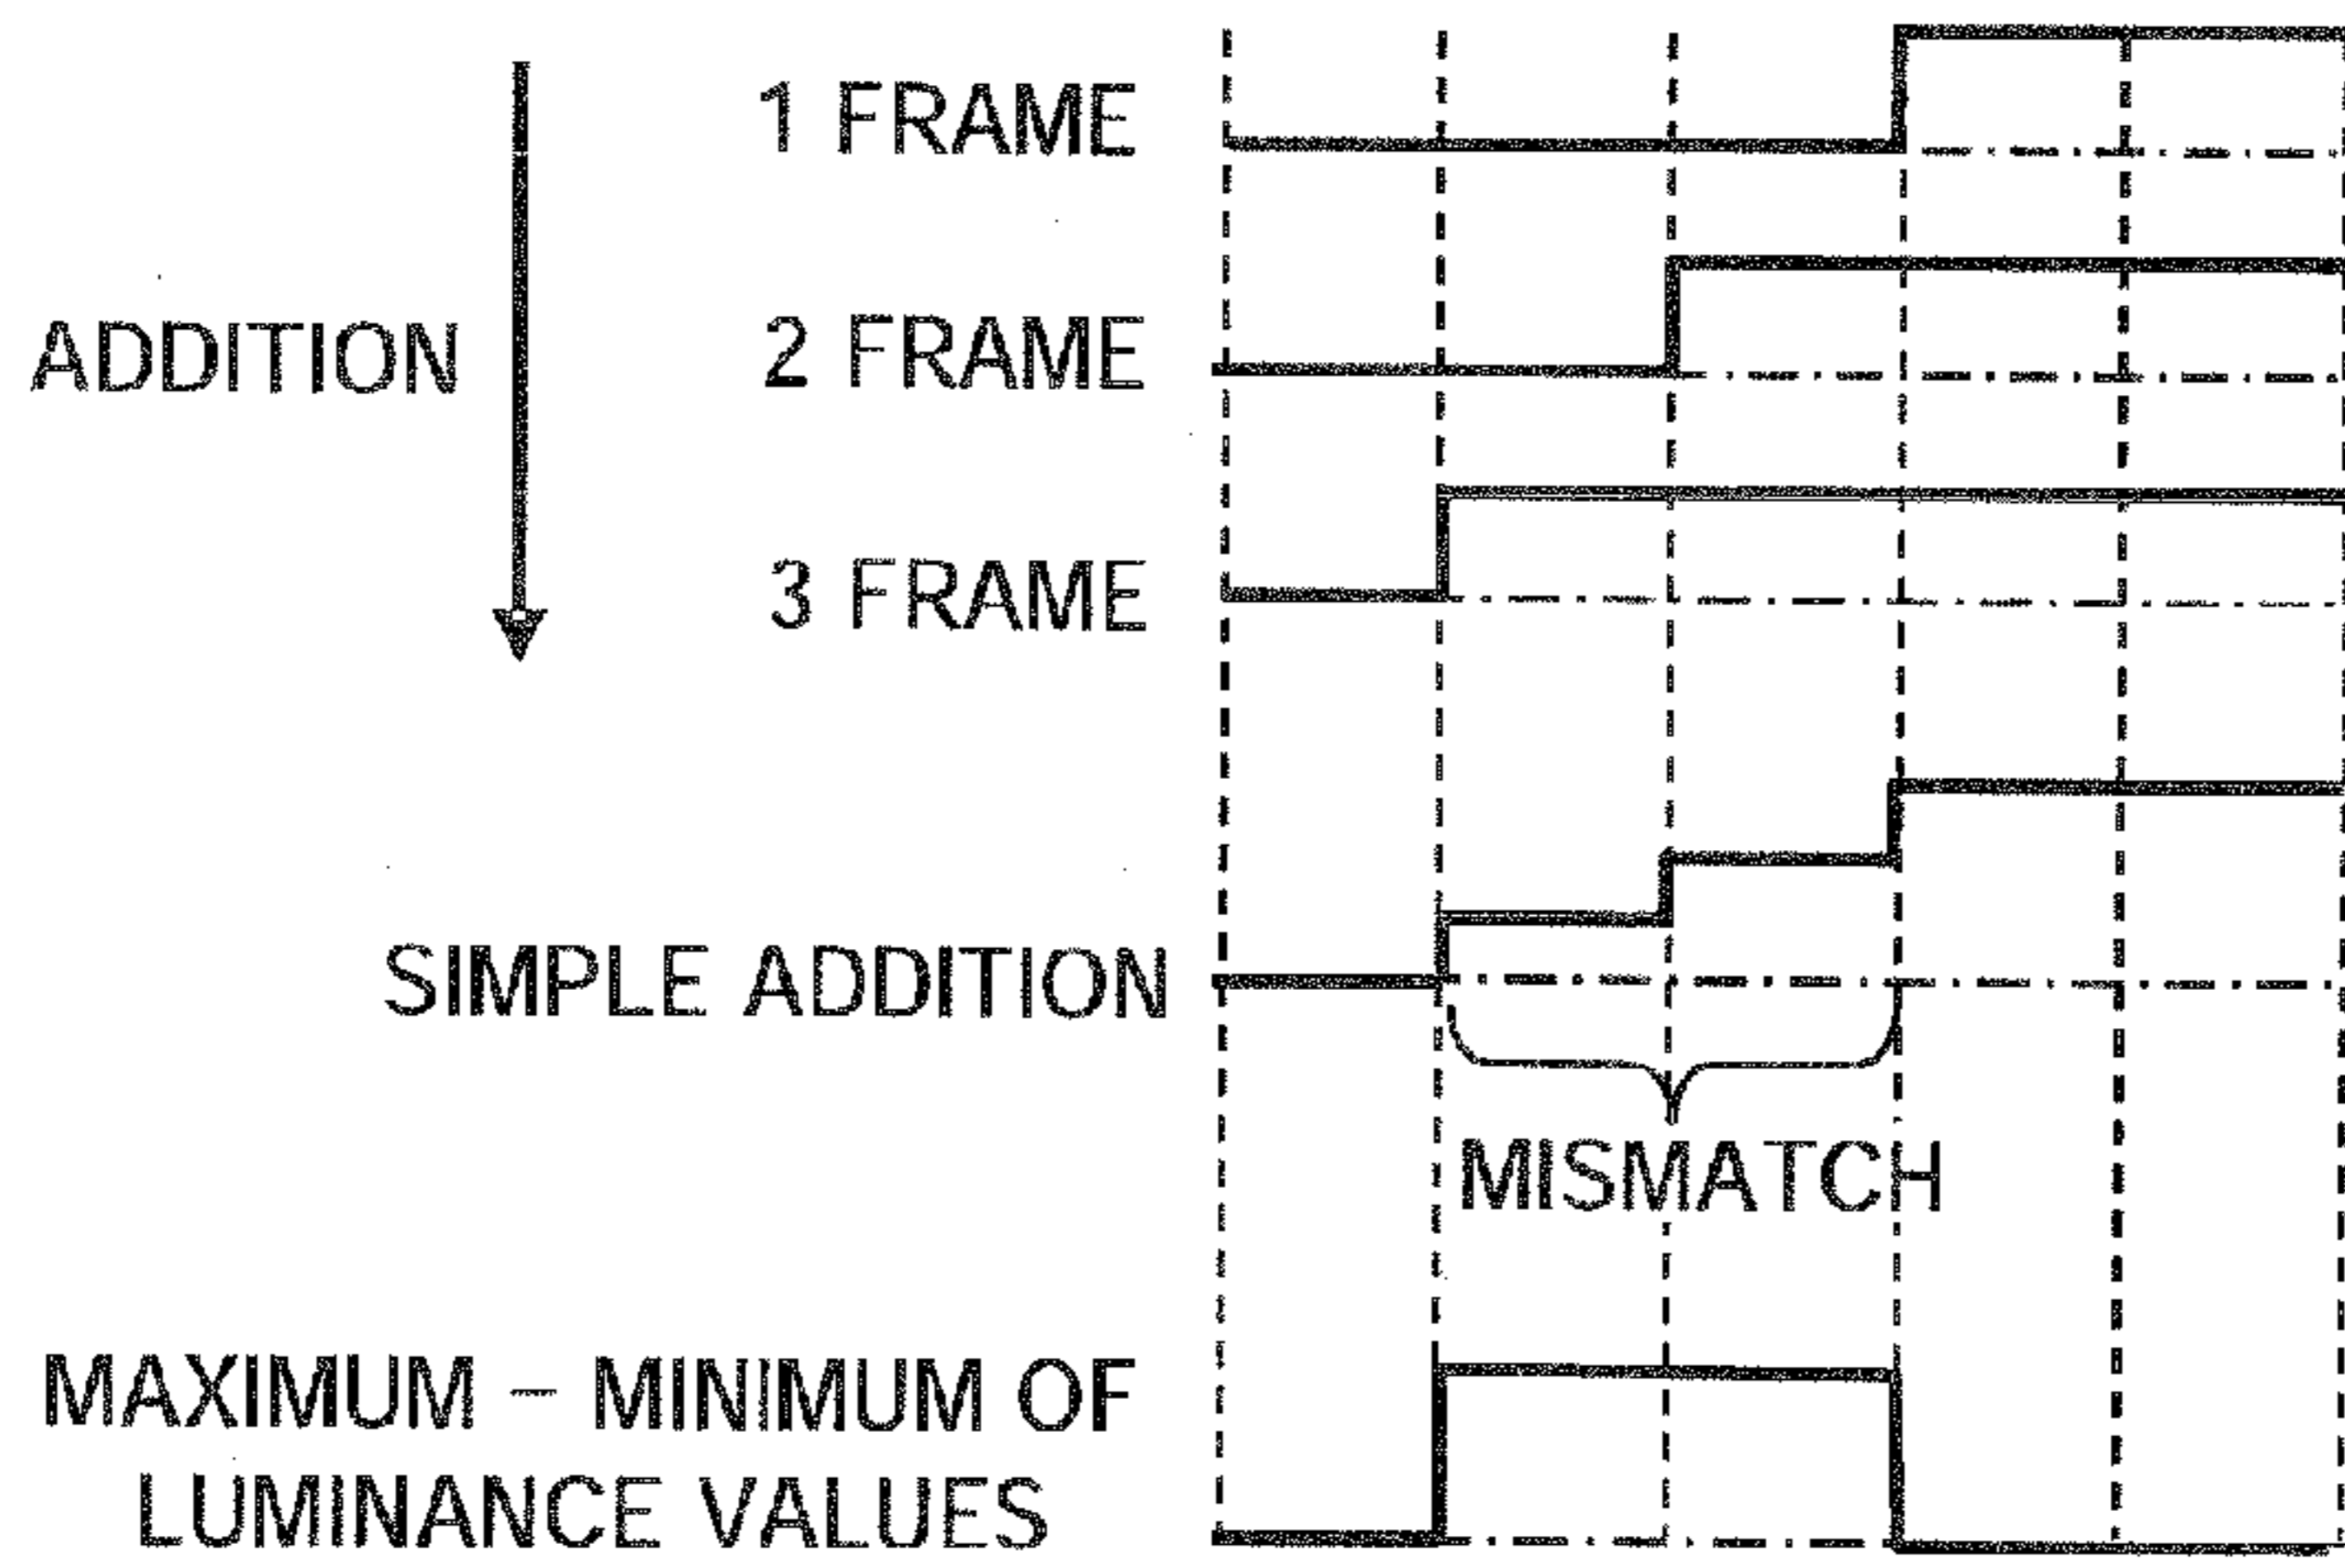 1 FRAME
ADDITION
2 FRAME
3 FRAME
SIMPLE ADDITION
MISMATCH
MAXIMUM – MINIMUM OF
LUMINANCE VALUES